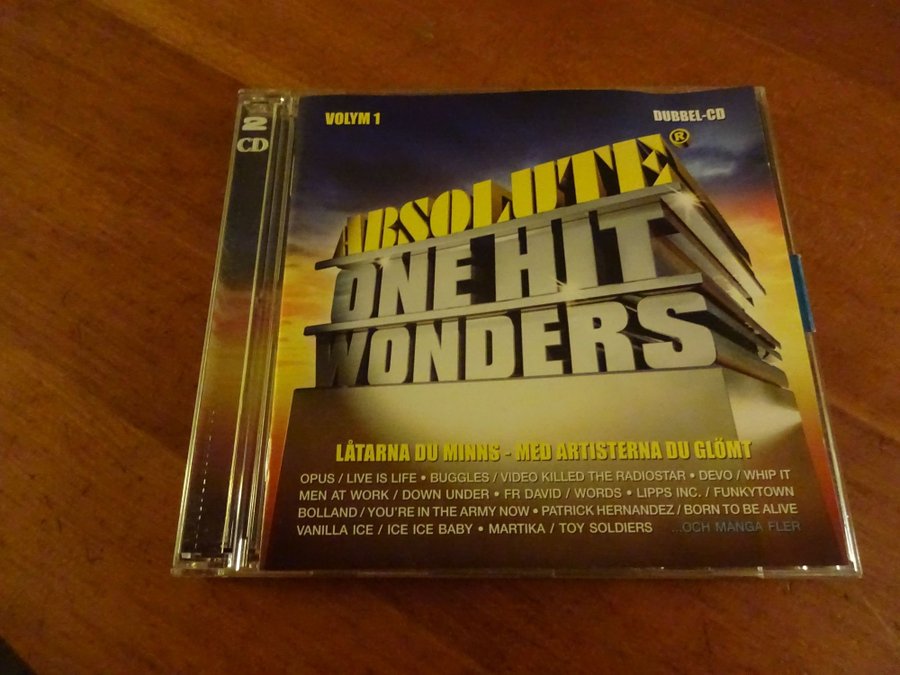 2
CD
VOLYM 1
DUBBEL-CD
ABSOLUTE®
ONE HIT
WONDERS
LÅTARNA DU MINNS - MED ARTISTERNA DU GLÖMT
OPUS / LIVE IS LIFE • BUGGLES / VIDEO KILLED THE RADIOSTAR • DEVO / WHIP IT
MEN AT WORK / DOWN UNDER • FR DAVID / WORDS • LIPPS INC. / FUNKYTOWN
BOLLAND / YOU'RE IN THE ARMY NOW • PATRICK HERNANDEZ / BORN TO BE ALIVE
VANILLA ICE / ICE ICE BABY • MARTIKA / TOY SOLDIERS ...OCH MÅNGA FLER